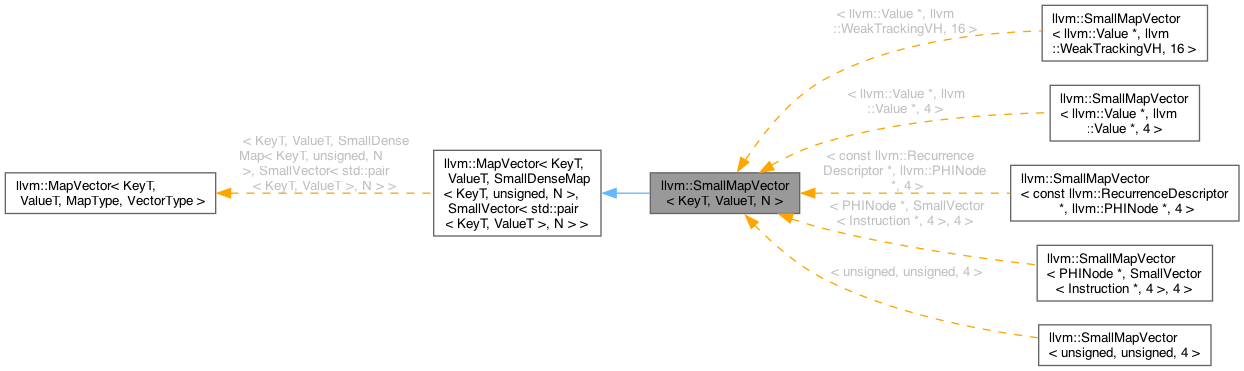 llvm::MapVector< KeyT,
ValueT, MapType, VectorType >
< KeyT, ValueT, SmallDense
Map< KeyT, unsigned, N
>, SmallVector< std::pair
< KeyT, ValueT >, N > >
llvm::MapVector< KeyT,
ValueT, SmallDenseMap
< KeyT, unsigned, N >,
SmallVector< std::pair
< KeyT, ValueT >, N > >
llvm::SmallMapVector
< KeyT, ValueT, N >
< llvm::Value *, llvm
::WeakTrackingVH, 16 >
llvm::SmallMapVector
< llvm::Value *, llvm
::WeakTrackingVH, 16 >
< llvm::Value *, llvm
::Value *, 4 >
llvm::SmallMapVector
< llvm::Value *, llvm
::Value *, 4 >
< const llvm::Recurrence
Descriptor *, llvm::PHINode
*, 4 >
llvm::SmallMapVector
< const llvm::RecurrenceDescriptor
*, llvm::PHINode *, 4 >
< PHINode *, SmallVector
< Instruction *, 4 >, 4 >
llvm::SmallMapVector
< PHINode *, SmallVector
< Instruction *, 4 >, 4 >
< unsigned, unsigned, 4 >
llvm::SmallMapVector
< unsigned, unsigned, 4 >